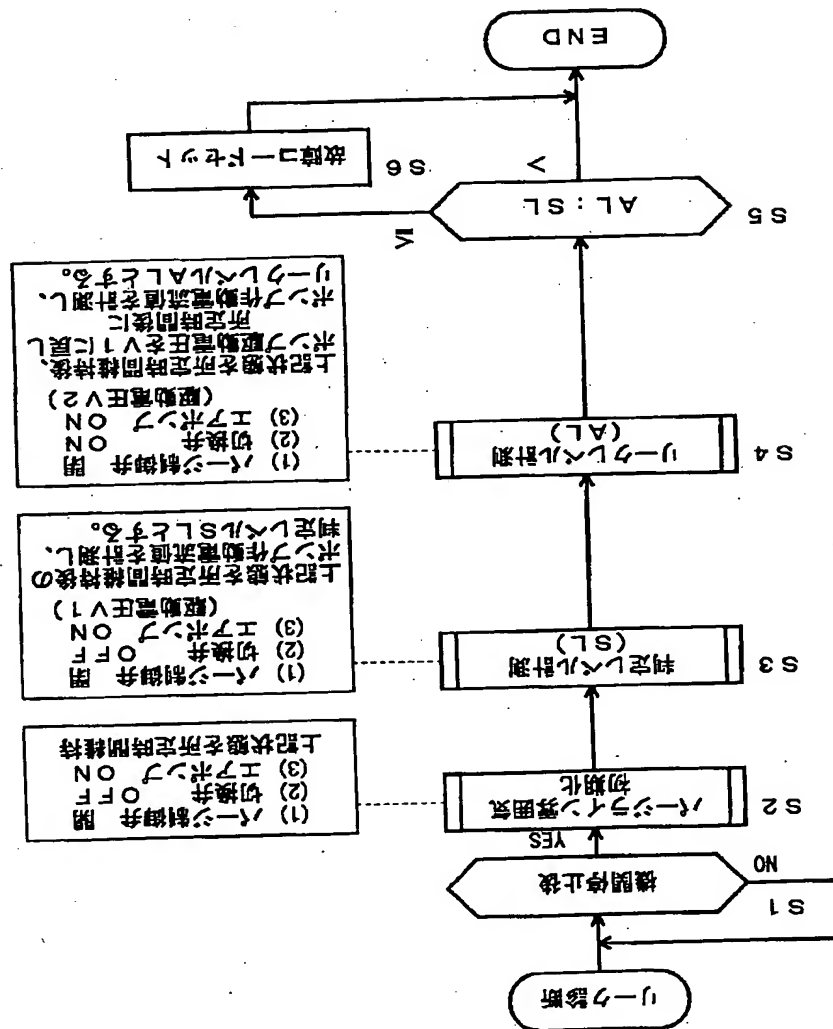 リーク診断
S1
機関停止後
NO
YES
S2
パージライン雰囲気
初期化
(1) パージ制御弁 開
(2) 切換弁 OFF
(3) エアポンプ ON
上記状態を所定時間維持
S3
判定レベル計測
(SL)
(1) パージ制御弁 閉
(2) 切換弁 OFF
(3) エアポンプ ON
(駆動電圧V1)
上記状態を所定時間維持後の
ポンプ作動電流値を計測し、
判定レベルSLとする。
S4
リークレベル計測
(AL)
(1) パージ制御弁 閉
(2) 切換弁 ON
(3) エアポンプ ON
(駆動電圧V2)
上記状態を所定時間維持後、
ポンプ駆動電圧をV1に戻し
所定時間後に
ポンプ作動電流値を計測し、
リークレベルALとする。
S5
AL:SL
S6
故障コードセット
END